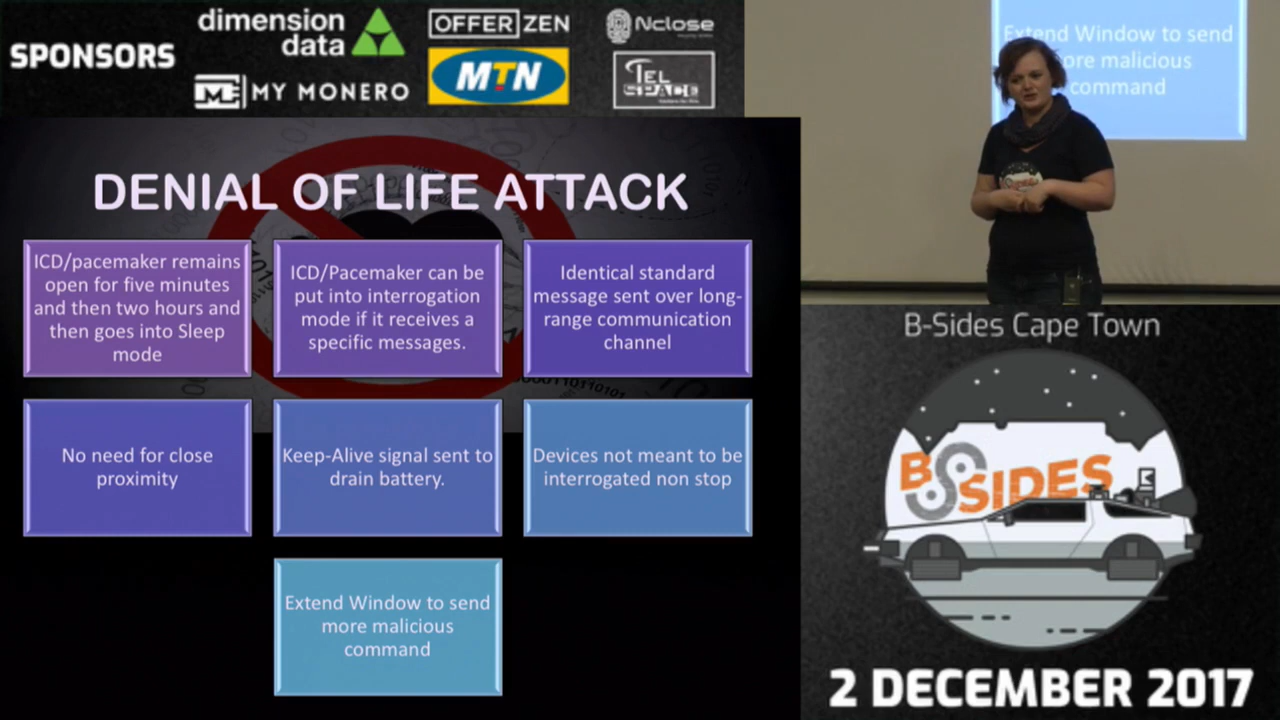 SPONSORS
dimension
data
MY MONERO
OFFERZEN
MTN
Nclose
TEL
SPACE
Extend Window to send
ore malicious
command
DENIAL OF LIFE ATTACK
ICD/pacemaker remains
open for five minutes
and then two hours and
then goes into Sleep
mode
ICD/Pacemaker can be
put into interrogation
mode if it receives a
specific messages.
Identical standard
message sent over long-
range communication
channel
No need for close
proximity
Keep-Alive signal sent to
drain battery.
Devices not meant to be
interrogated non stop
Extend Window to send
more malicious
command
B-Sides Cape Town
BSIDES
2 DECEMBER 2017